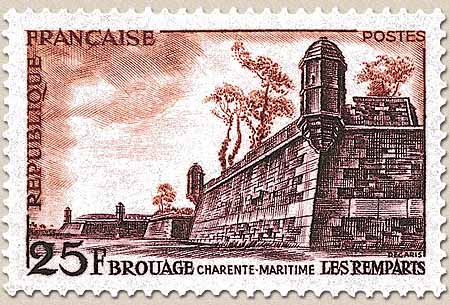 RÉPUBLIQUE
FRANÇAISE
POSTES
DECARIS
25F BROUAGE CHARENTE-MARITIME LES REMPARTS